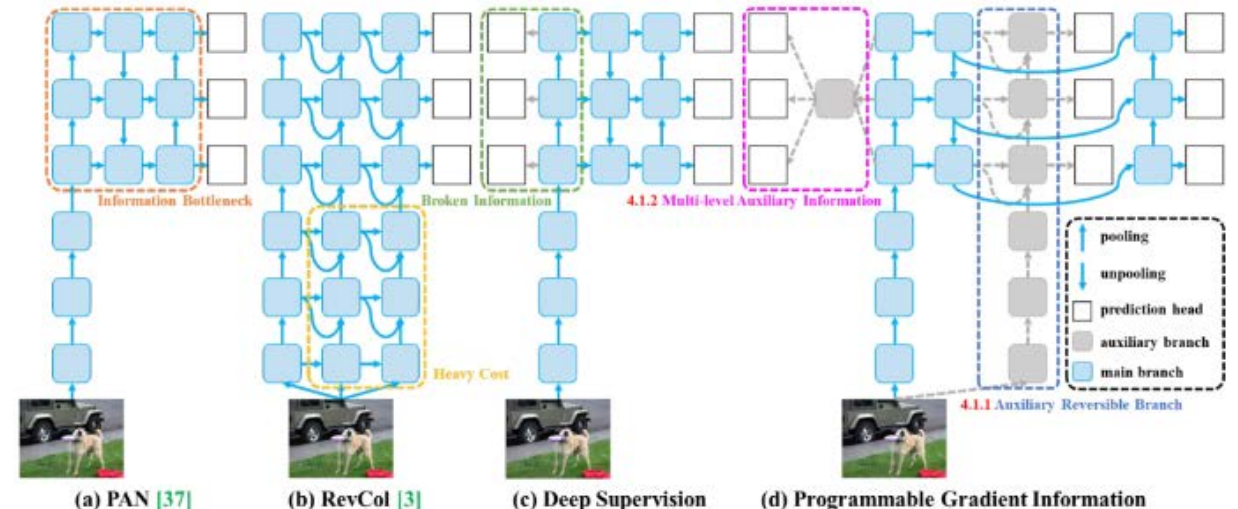 Information Bottleneck
Broken Information
4.1.2 Multi-level Auxiliary Information
Heavy Cost
pooling
unpooling
prediction head
auxiliary branch
main branch
4.1.1 Auxiliary Reversible Branch
(a) PAN [37]
(b) RevCol [3]
(c) Deep Supervision
(d) Programmable Gradient Information